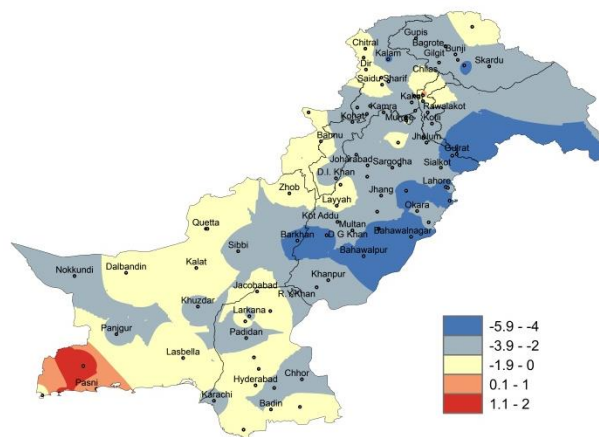 Gupis
Chitral
Bagrote
Bunji
Kalam
Gilgit
Dir
Skardu
Chilas
Saidu Sharif
Kakul
Kamra
Rawalakot
Kohat
Kotli
Bannu
Jhelum
Gujrat
Joharabad
Sargodha
Sialkot
D.I. Khan
Lahore
Zhob
Jhang
Layyah
Okara
Kot Addu
Quetta
Multan
Barkhan
D G Khan
Bahawalnagar
Sibbi
Bahawalpur
Nokkundi
Dalbandin
Kalat
Khanpur
Jacobabad
R.Y.Khan
Khuzdar
Larkana
Panjgur
Padidan
Lasbella
Pasni
Hyderabad
Chhor
Karachi
Badin
-5.9 - -4
-3.9 - -2
-1.9 - 0
0.1 - 1
1.1 - 2